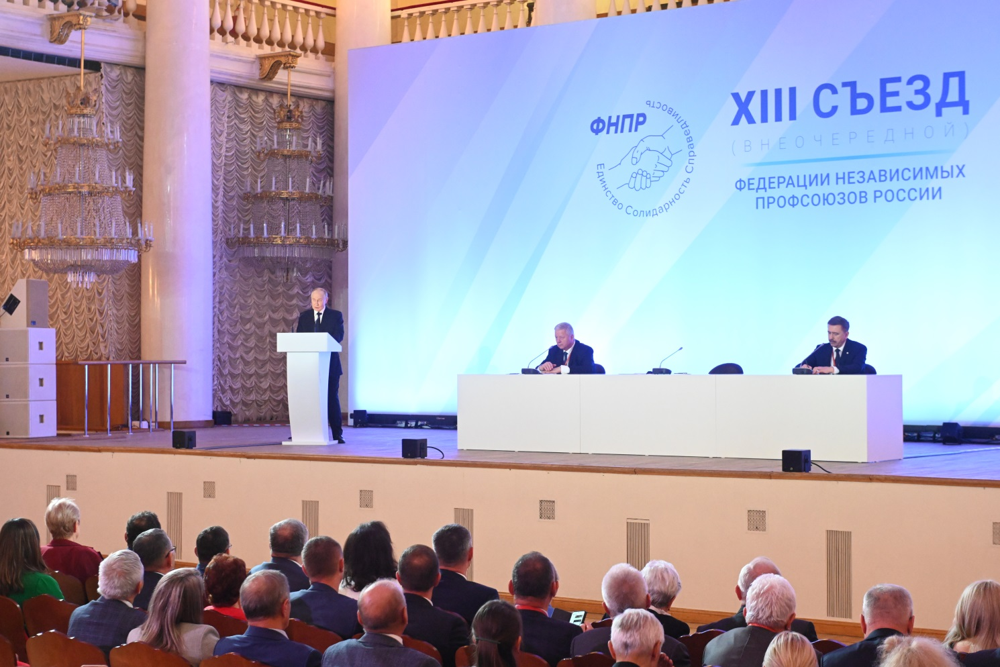 ФНПР
Единство Солидарность Справедливость
XIII СЪЕЗД
(ВНЕОЧЕРЕДНОЙ)
ФЕДЕРАЦИИ НЕЗАВИСИМЫХ
ПРОФСОЮЗОВ РОССИИ